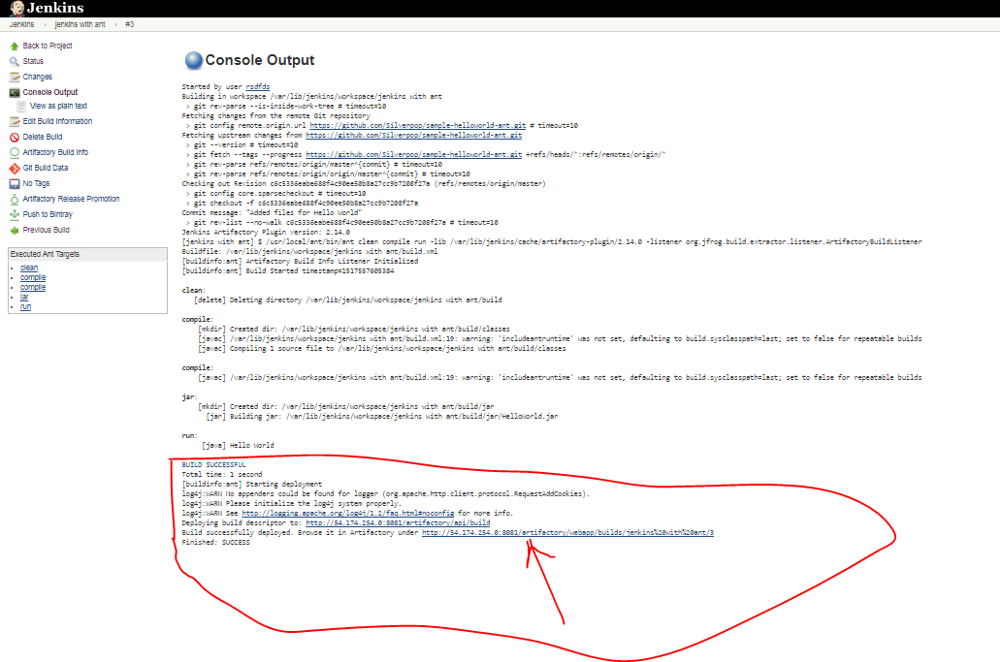 Jenkins
Jenkins › jenkins with ant › #3
Back to Project
Status
Changes
Console Output
View as plain text
Edit Build Information
Delete Build
Artifactory Build Info
Git Build Data
No Tags
Artifactory Release Promotion
Push to Bintray
Previous Build
Executed Ant Targets
clean
compile
compile
jar
run
Console Output
Started by user rsdfds
Building in workspace /var/lib/jenkins/workspace/jenkins with ant
> git rev-parse --is-inside-work-tree # timeout=10
Fetching changes from the remote Git repository
> git config remote.origin.url https://github.com/Silverpop/sample-helloworld-ant.git # timeout=10
Fetching upstream changes from https://github.com/Silverpop/sample-helloworld-ant.git
> git --version # timeout=10
> git fetch --tags --progress https://github.com/Silverpop/sample-helloworld-ant.git +refs/heads/*:refs/remotes/origin/*
> git rev-parse refs/remotes/origin/master^{commit} # timeout=10
> git rev-parse refs/remotes/origin/origin/master^{commit} # timeout=10
Checking out Revision c6c5336eabe688f4c90ee50b8a27cc9b7208f27a (refs/remotes/origin/master)
> git config core.sparsecheckout # timeout=10
> git checkout -f c6c5336eabe688f4c90ee50b8a27cc9b7208f27a
Commit message: "Added files for Hello World"
> git rev-list --no-walk c6c5336eabe688f4c90ee50b8a27cc9b7208f27a # timeout=10
Jenkins Artifactory Plugin version: 2.14.0
[jenkins with ant] $ /usr/local/ant/bin/ant clean compile run -lib /var/lib/jenkins/cache/artifactory-plugin/2.14.0 -listener org.jfrog.build.extractor.listener.ArtifactoryBuildListener
Buildfile: /var/lib/jenkins/workspace/jenkins with ant/build.xml
[buildinfo:ant] Artifactory Build Info Listener Initialized
[buildinfo:ant] Build Started timestamp=1517557605384
clean:
[delete] Deleting directory /var/lib/jenkins/workspace/jenkins with ant/build
compile:
[mkdir] Created dir: /var/lib/jenkins/workspace/jenkins with ant/build/classes
[javac] /var/lib/jenkins/workspace/jenkins with ant/build.xml:19: warning: 'includeantruntime' was not set, defaulting to build.sysclasspath=last; set to false for repeatable builds
[javac] Compiling 1 source file to /var/lib/jenkins/workspace/jenkins with ant/build/classes
compile:
[javac] /var/lib/jenkins/workspace/jenkins with ant/build.xml:19: warning: 'includeantruntime' was not set, defaulting to build.sysclasspath=last; set to false for repeatable builds
jar:
[mkdir] Created dir: /var/lib/jenkins/workspace/jenkins with ant/build/jar
[jar] Building jar: /var/lib/jenkins/workspace/jenkins with ant/build/jar/HelloWorld.jar
run:
[java] Hello World
BUILD SUCCESSFUL
Total time: 1 second
[buildinfo:ant] Starting deployment
log4j:WARN No appenders could be found for logger (org.apache.http.client.protocol.RequestAddCookies).
log4j:WARN Please initialize the log4j system properly.
log4j:WARN See http://logging.apache.org/log4j/1.2/faq.html#noconfig for more info.
Deploying build descriptor to: http://54.174.254.0:8081/artifactory/api/build
Build successfully deployed. Browse it in Artifactory under http://54.174.254.0:8081/artifactory/webapp/builds/jenkins%20with%20ant/3
Finished: SUCCESS